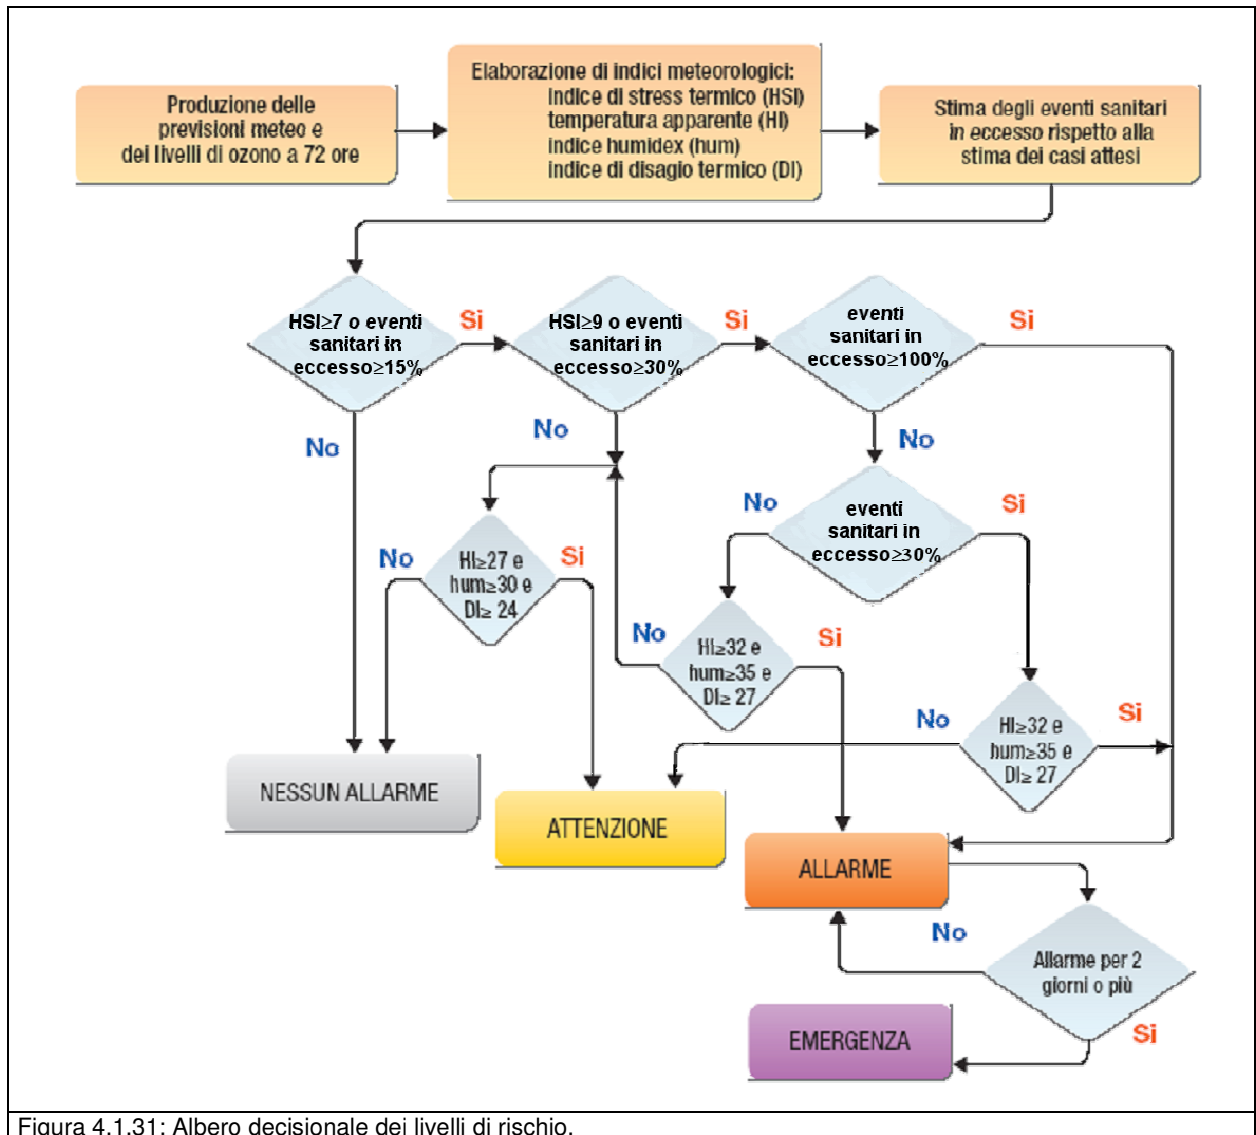 Produzione delle
previsioni meteo e
dei livelli di ozono a 72 ore
Elaborazione di indici meteorologici:
indice di stress termico (HSI)
temperatura apparente (HI)
indice humidex (hum)
indice di disagio termico (DI)
Stima degli eventi sanitari
in eccesso rispetto alla
stima dei casi attesi
HSI≥7 o eventi
sanitari in
eccesso≥15%
Si
HSI≥9 o eventi
sanitari in
eccesso≥30%
Si
eventi
sanitari in
eccesso≥100%
Si
No
No
No
No
eventi
sanitari in
eccesso≥30%
Si
No
HI≥27 e
hum≥30 e
DI≥ 24
Si
No
HI≥32 e
hum≥35 e
DI≥ 27
Si
No
HI≥32 e
hum≥35 e
DI≥ 27
Si
NESSUN ALLARME
ATTENZIONE
ALLARME
No
Allarme per 2
giorni o più
Si
EMERGENZA
Figura 4.1.31: Albero decisionale dei livelli di rischio.